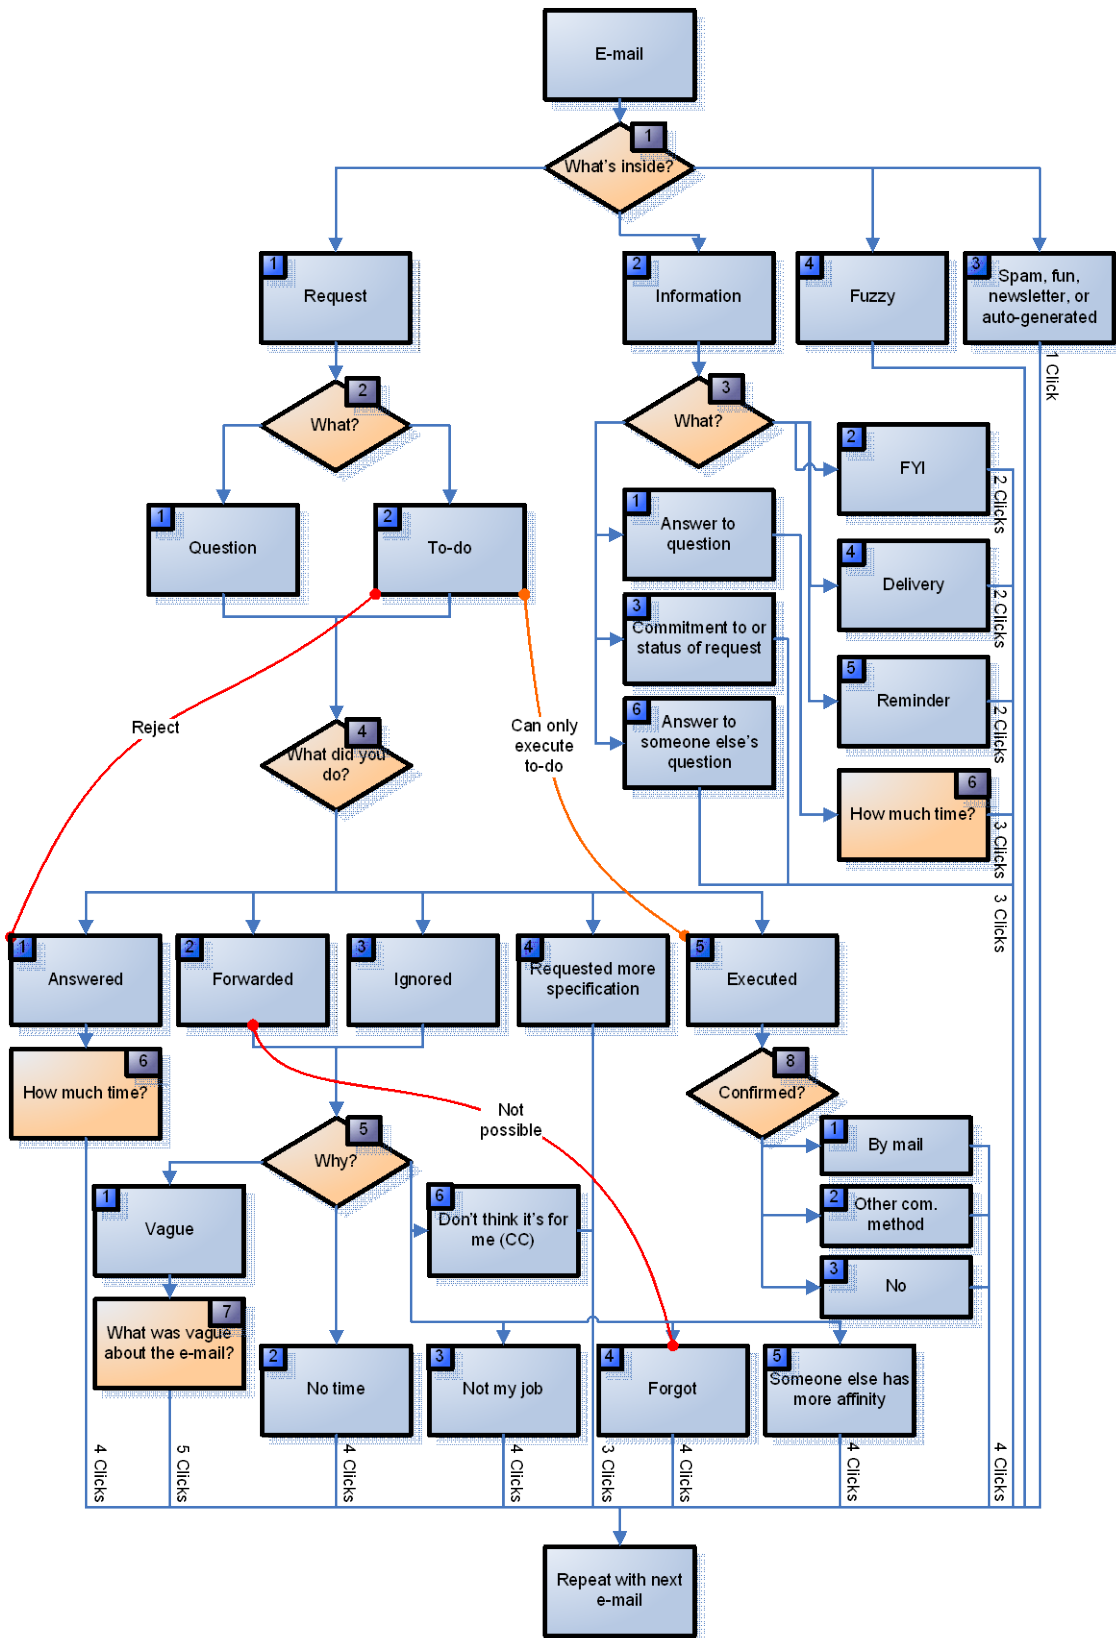 E-mail
1
What's inside?
1
Request
2
Information
4
Fuzzy
3
Spam, fun,
newsletter, or
auto-generated
1 Click
2
What?
3
What?
2
FYI
2 Clicks
1
Question
2
To-do
1
Answer to
question
4
Delivery
2 Clicks
3
Commitment to or
status of request
5
Reminder
2 Clicks
6
Answer to
someone else's
question
Reject
4
What did you
do?
Can only
execute
to-do
6
How much time?
3 Clicks
3 Clicks
1
Answered
2
Forwarded
3
Ignored
4
Requested more
specification
5
Executed
6
How much time?
8
Confirmed?
Not
possible
5
Why?
1
By mail
1
Vague
6
Don't think it's for
me (CC)
2
Other com.
method
3
No
7
What was vague
about the e-mail?
2
No time
3
Not my job
4
Forgot
5
Someone else has
more affinity
4 Clicks
5 Clicks
4 Clicks
4 Clicks
3 Clicks
4 Clicks
4 Clicks
4 Clicks
Repeat with next
e-mail